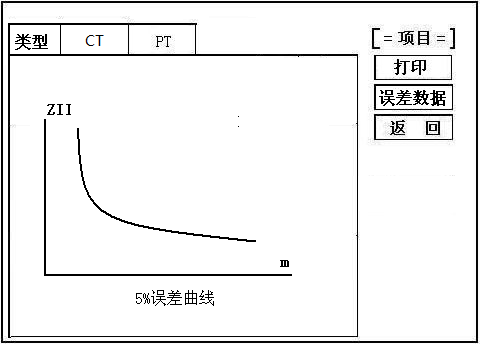 类型 CT PT
[=项目=]
打印
误差数据
返 回
ZII
m
5%误差曲线